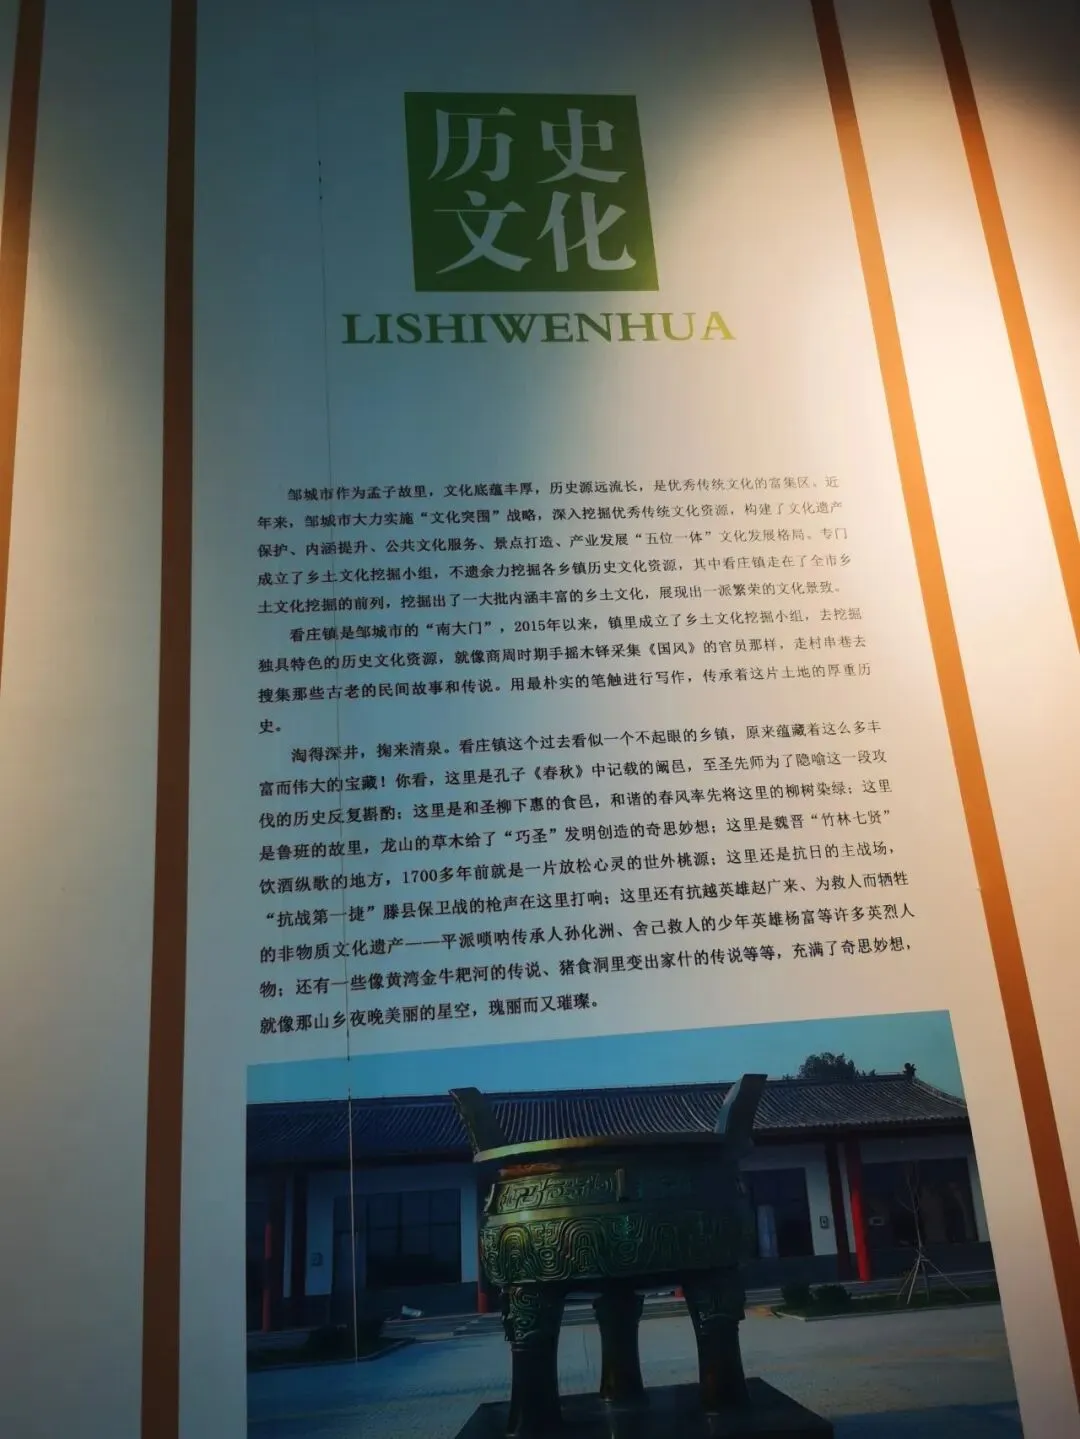 历史
文化
LISHIWENHUA
邹城市作为孟子故里，文化底蕴丰厚，历史源远流长，是优秀传统文化的富集区。近
年来，邹城市大力实施“文化突围”战略，深入挖掘优秀传统文化资源，构建了文化遗产
保护、内涵提升、公共文化服务、景点打造、产业发展“五位一体”文化发展格局。专门
成立了乡土文化挖掘小组，不遗余力挖掘各乡镇历史文化资源，其中看庄镇走在了全市乡
土文化挖掘的前列，挖掘出了一大批内涵丰富的乡土文化，展现出一派繁荣的文化景致。
看庄镇是邹城市的“南大门”，2015年以来，镇里成立了乡土文化挖掘小组，去挖掘
独具特色的历史文化资源，就像商周时期手摇木铎采集《国风》的官员那样，走村串巷去
搜集那些古老的民间故事和传说。用最朴实的笔触进行写作，传承着这片土地的厚重历
史。
淘得深井，掬来清泉。看庄镇这个过去看似一个不起眼的乡镇，原来蕴藏着这么多丰
富而伟大的宝藏！你看，这里是孔子《春秋》中记载的阚邑，至圣先师为了隐喻这一段攻
伐的历史反复斟酌；这里是和圣柳下惠的食邑，和谐的春风率先将这里的柳树染绿；这里
是鲁班的故里，龙山的草木给了“巧圣”发明创造的奇思妙想；这里是魏晋“竹林七贤”
饮酒纵歌的地方，1700多年前就是一片放松心灵的世外桃源；这里还是抗日的主战场，
“抗战第一捷”滕县保卫战的枪声在这里打响；这里还有抗越英雄赵广来、为救人而牺牲
的非物质文化遗产——平派唢呐传承人孙化洲、舍己救人的少年英雄杨富等许多英烈人
物；还有一些像黄湾金牛耙河的传说、猪食洞里变出家什的传说等等，充满了奇思妙想，
就像那山乡夜晚美丽的星空，瑰丽而又璀璨。